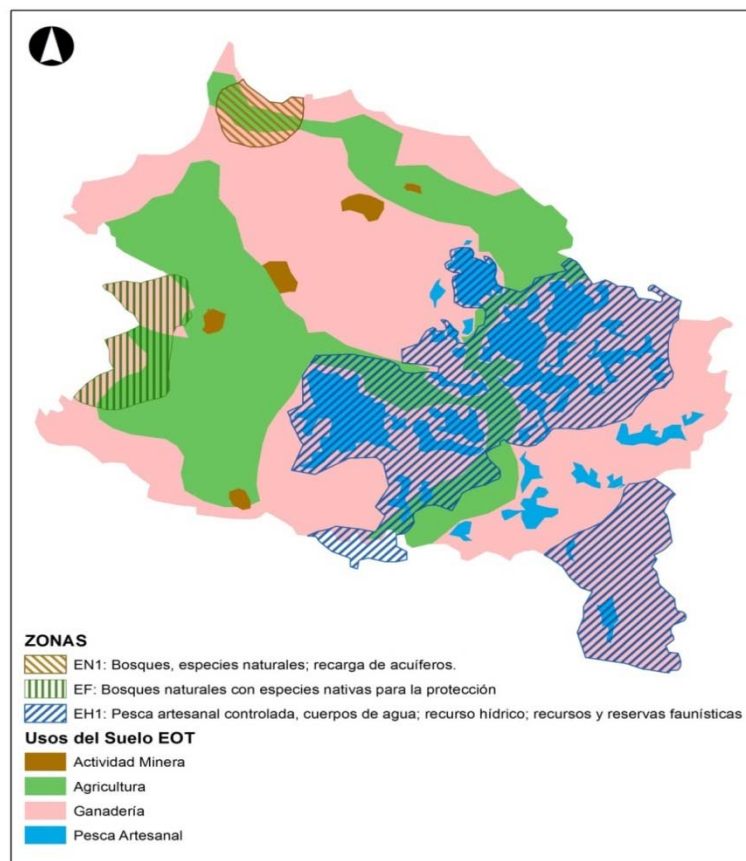 ZONAS
EN1: Bosques, especies naturales; recarga de acuíferos.
EF: Bosques naturales con especies nativas para la protección
EH1: Pesca artesanal controlada, cuerpos de agua; recurso hídrico; recursos y reservas faunísticas
Usos del Suelo EOT
Actividad Minera
Agricultura
Ganadería
Pesca Artesanal